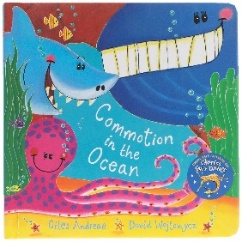 Commotion
in the
Ocean
Giles Andreae
David Wojtowycz